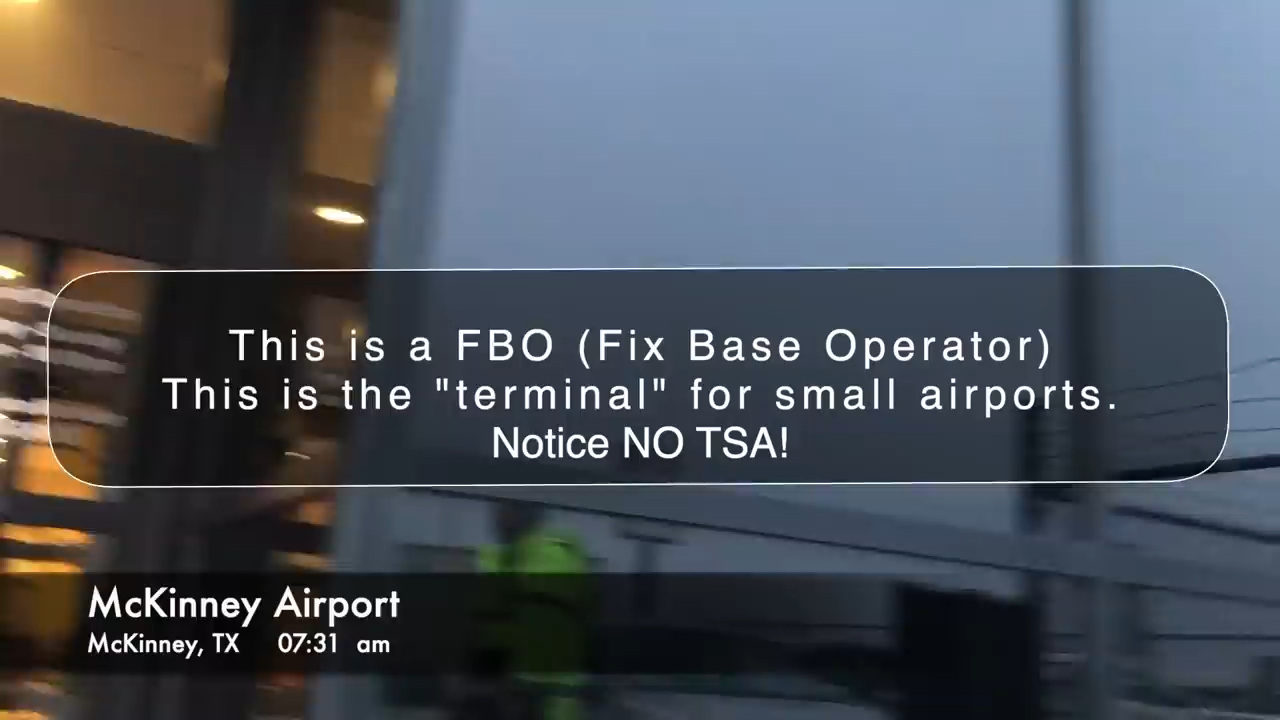 This is a FBO (Fix Base Operator)
This is the "terminal" for small airports.
Notice NO TSA!
McKinney Airport
McKinney, TX 07:31 am